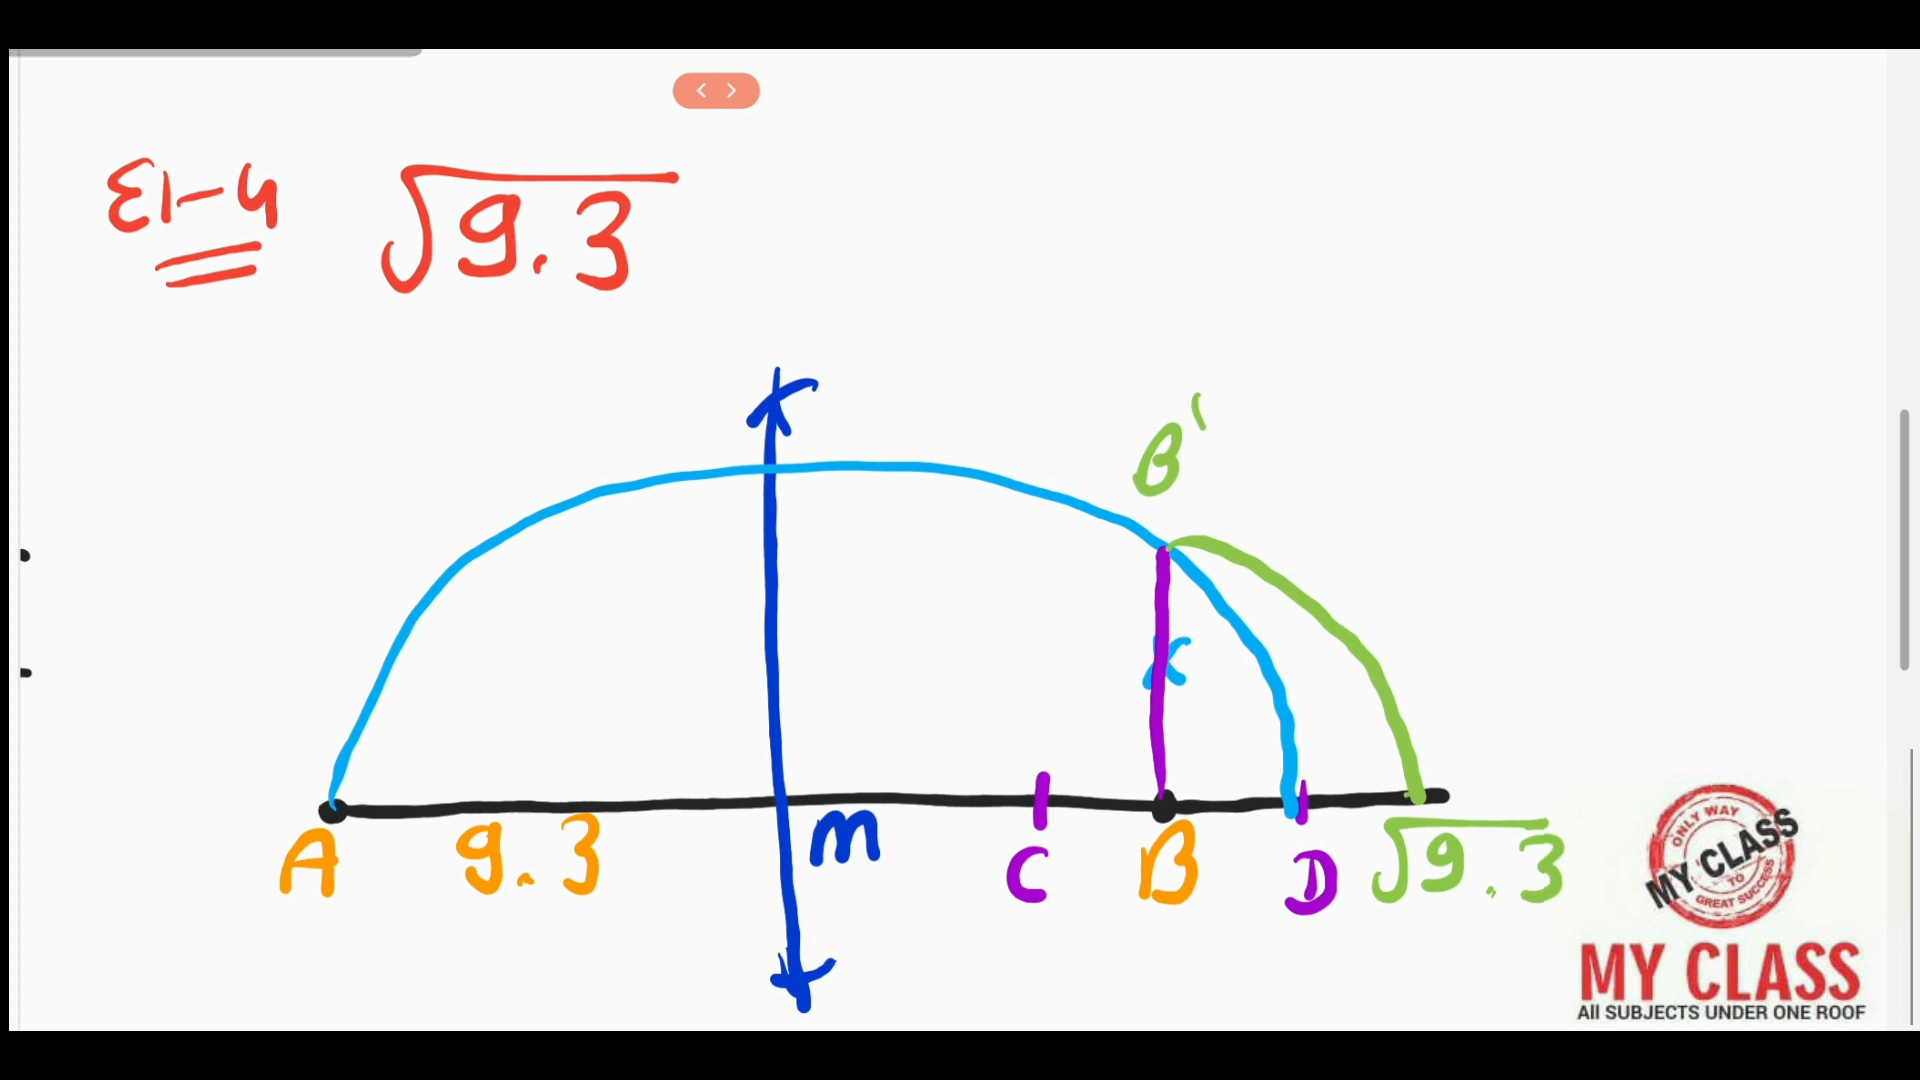 E1-4 √9.3
B'
A 9.3 m C B D √9.3
ONLY WAY
MY CLASS
TO
GREAT SUCCESS
MY CLASS
All SUBJECTS UNDER ONE ROOF